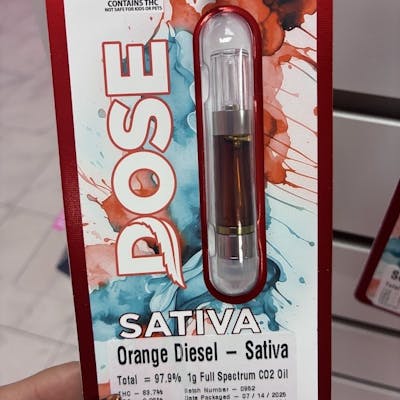 CONTAINS THC
NOT SAFE FOR KIDS OR PETS
DOSE
SATIVA
Orange Diesel – Sativa
Total = 97.9% 1g Full Spectrum CO2 Oil
THC - 83.7%
Batch Number - 0952
Date Packaged - 07 / 14 / 2025